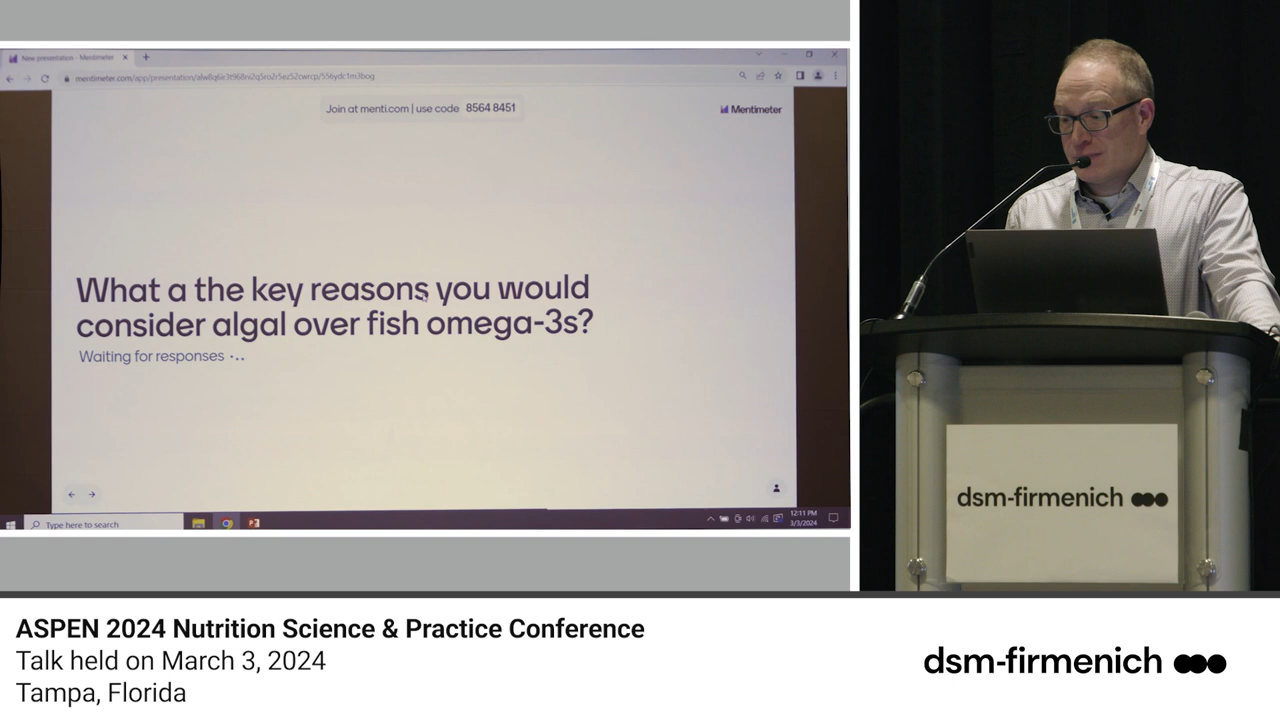 New presentation - Mentimeter
Join at menti.com | use code 8564 8451
Mentimeter
What a the key reasons you would
consider algal over fish omega-3s?
Waiting for responses
Type here to search
12:11 PM
3/3/2024
dsm-firmenich
ASPEN 2024 Nutrition Science & Practice Conference
Talk held on March 3, 2024
Tampa, Florida
dsm-firmenich